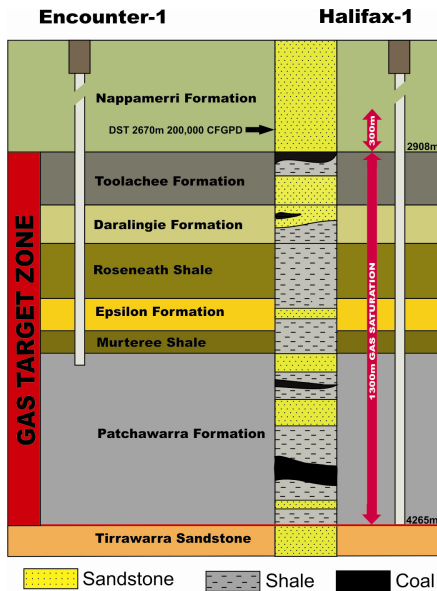 Encounter-1
Halifax-1
Nappamerri Formation
DST 2670m 200,000 CFGPD
300m
2908m
Toolachee Formation
Daralingie Formation
Roseneath Shale
Epsilon Formation
Murteree Shale
GAS TARGET ZONE
1300m GAS SATURATION
Patchawarra Formation
4265m
Tirrawarra Sandstone
Sandstone
Shale
Coal